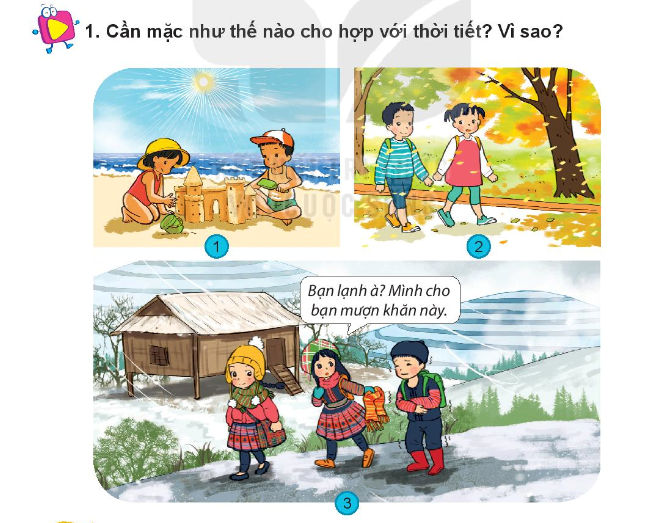 1. Cần mặc như thế nào cho hợp với thời tiết? Vì sao?
1
2
Bạn lạnh à? Mình cho
bạn mượn khăn này.
3